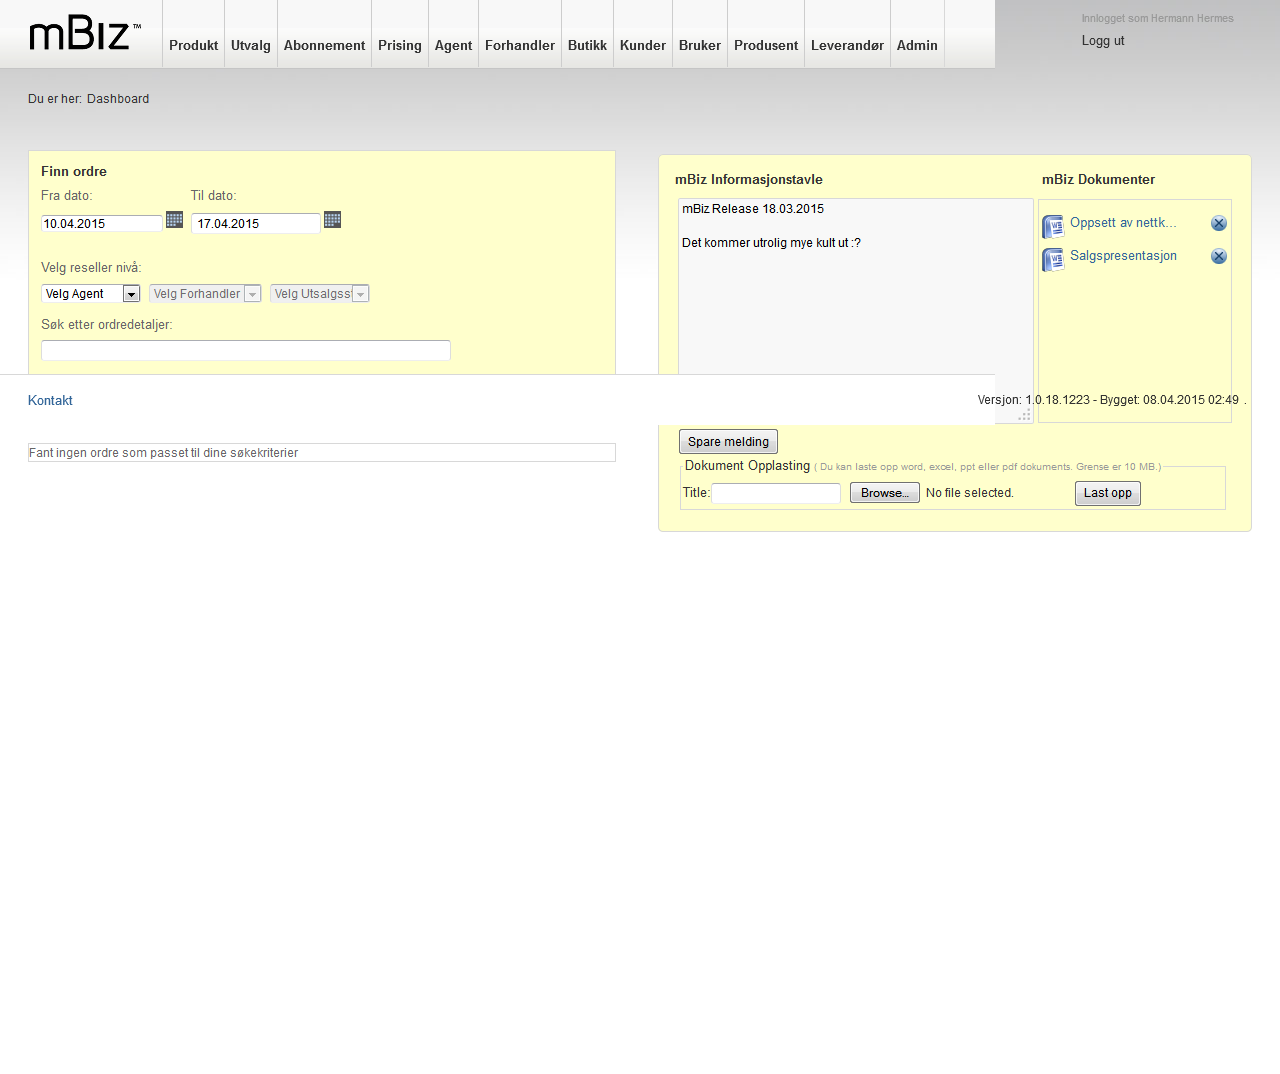 mBiz™
Produkt Utvalg Abonnement Prising Agent Forhandler Butikk Kunder Bruker Produsent Leverandør Admin
Innlogget som Hermann Hermes
Logg ut
Du er her: Dashboard
Finn ordre
Fra dato: Til dato:
10.04.2015 17.04.2015
Velg reseller nivå:
Velg Agent Velg Forhandler Velg Utsalgsst
Søk etter ordredetaljer:
mBiz Informasjonstavle
mBiz Release 18.03.2015
Det kommer utrolig mye kult ut :?
mBiz Dokumenter
Oppsett av nettk...
Salgspresentasjon
Kontakt
Versjon: 1.0.18.1223 - Bygget: 08.04.2015 02:49 .
Fant ingen ordre som passet til dine søkekriterier
Spare melding
Dokument Opplasting ( Du kan laste opp word, excel, ppt eller pdf dokuments. Grense er 10 MB.)
Title: Browse... No file selected. Last opp